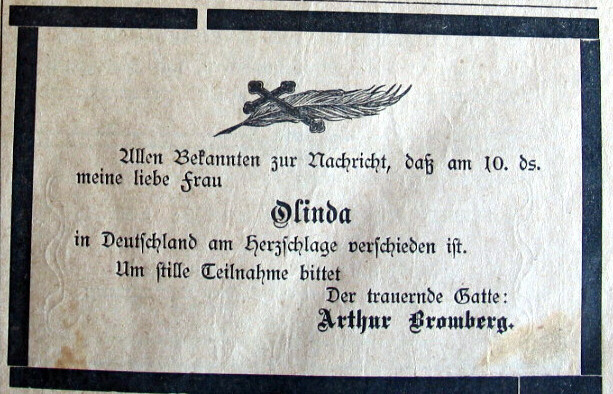 Allen Bekannten zur Nachricht, daß am 10. ds.
meine liebe Frau
Olinda
in Deutschland am Herzschlage verschieden ist.
Um stille Teilnahme bittet
Der trauernde Gatte:
Arthur Bromberg.